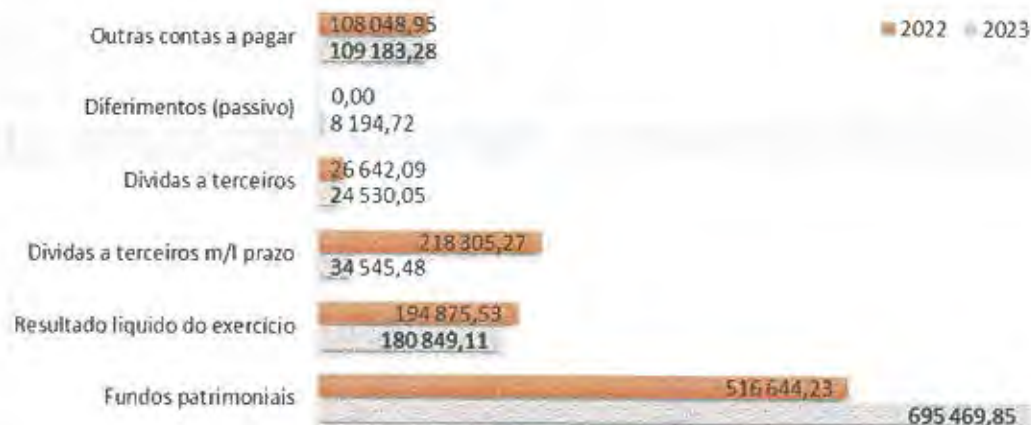 2022 2023
Outras contas a pagar
108 048,95
109 183,28
Diferimentos (passivo)
0,00
8 194,72
Dividas a terceiros
26 642,09
24 530,05
Dividas a terceiros m/l prazo
218 305,27
34 545,48
Resultado liquido do exercício
194 875,53
180 849,11
Fundos patrimoniais
516 644,23
695 469,85